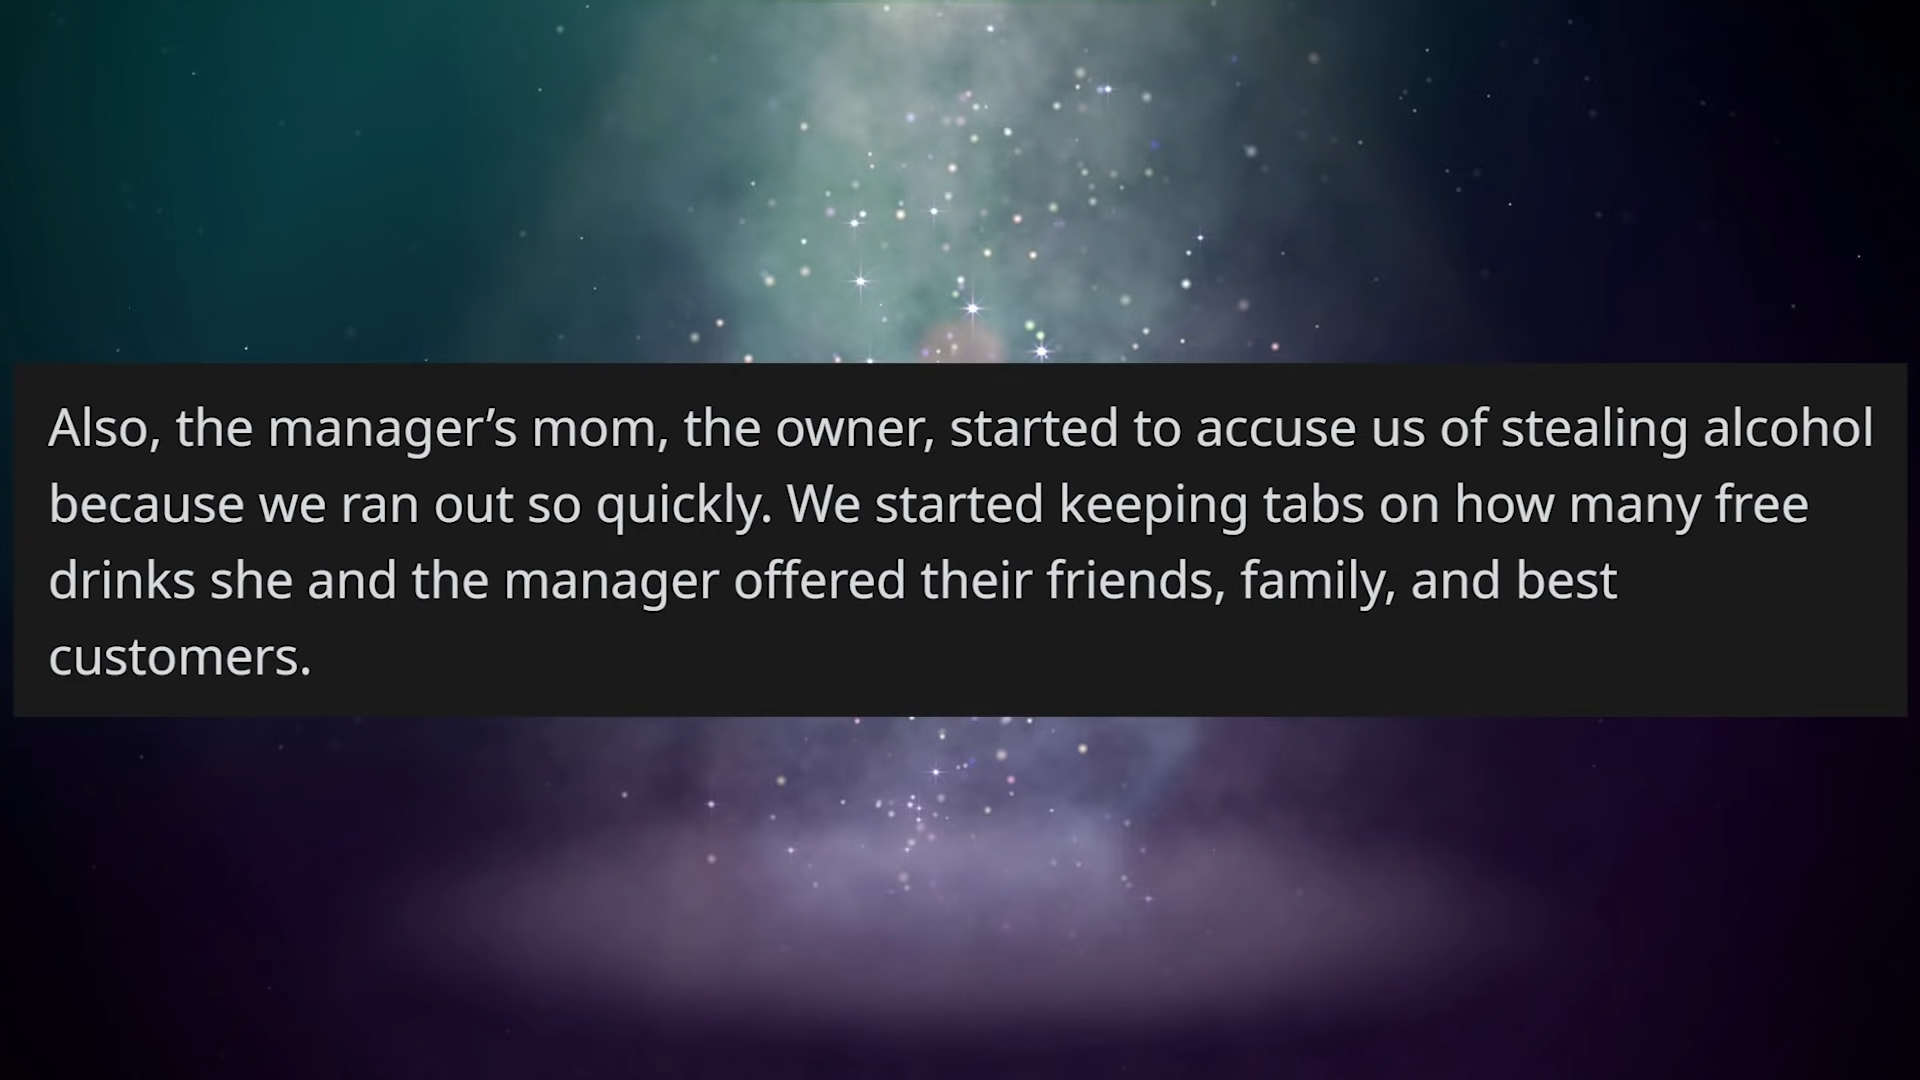 Also, the manager’s mom, the owner, started to accuse us of stealing alcohol
because we ran out so quickly. We started keeping tabs on how many free
drinks she and the manager offered their friends, family, and best
customers.